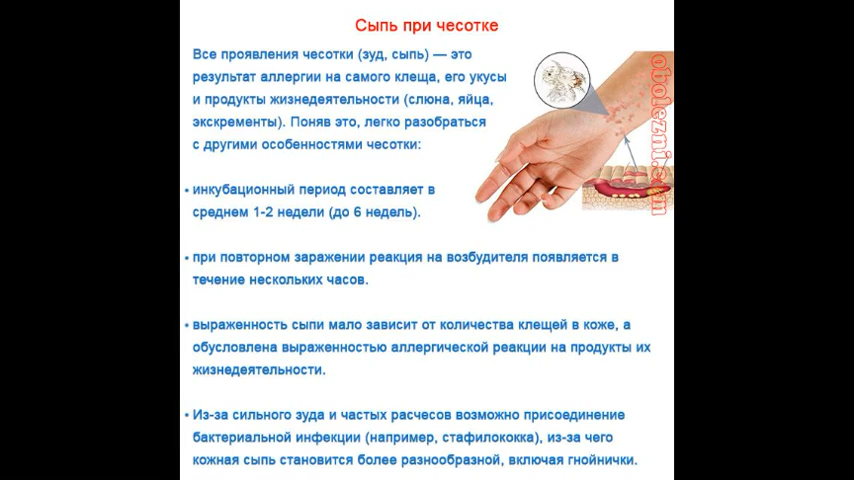 Сыпь при чесотке
Все проявления чесотки (зуд, сыпь) — это
результат аллергии на самого клеща, его укусы
и продукты жизнедеятельности (слюна, яйца,
экскременты). Поняв это, легко разобраться
с другими особенностями чесотки:
• инкубационный период составляет в
среднем 1-2 недели (до 6 недель).
• при повторном заражении реакция на возбудителя появляется в
течение нескольких часов.
• выраженность сыпи мало зависит от количества клещей в коже, а
обусловлена выраженностью аллергической реакции на продукты их
жизнедеятельности.
• Из-за сильного зуда и частых расчесов возможно присоединение
бактериальной инфекции (например, стафилококка), из-за чего
кожная сыпь становится более разнообразной, включая гнойнички.
obolezni.com